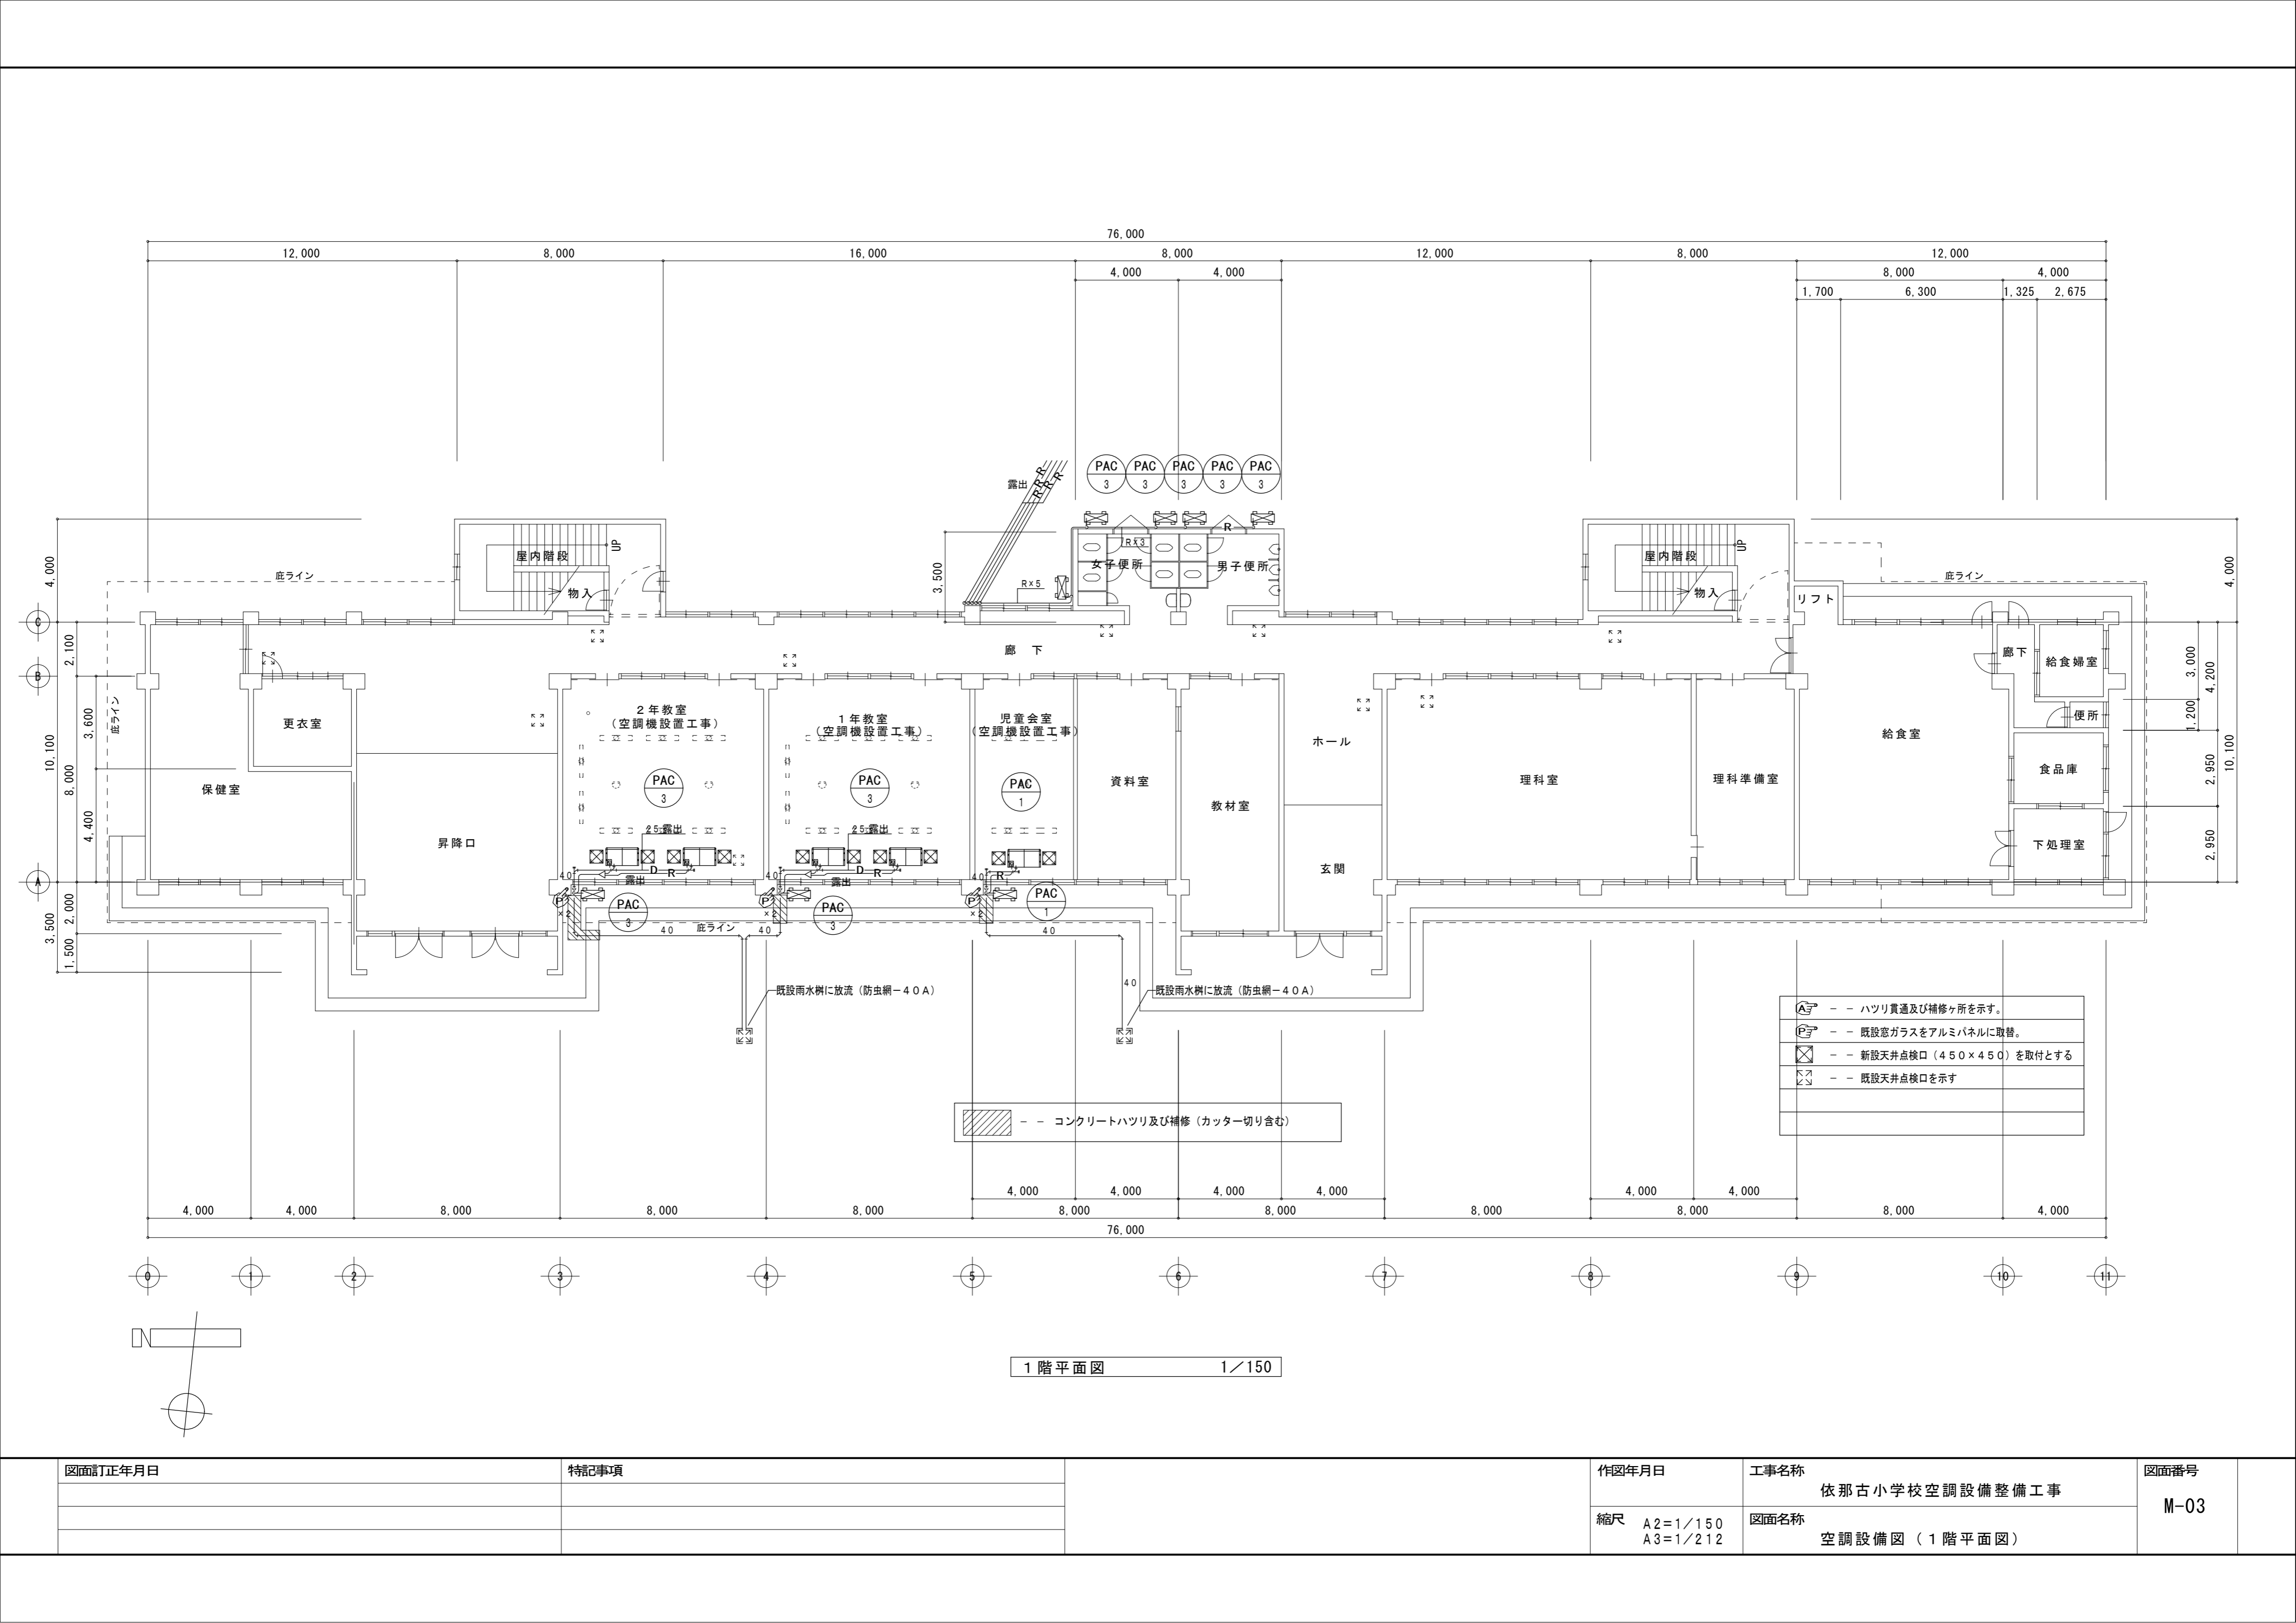 76,000
12,000
8,000
16,000
8,000
12,000
8,000
12,000
4,000
4,000
8,000
4,000
1,700
6,300
1,325
2,675
PAC
3
PAC
3
PAC
3
PAC
3
PAC
3
露出
R
R
R
R
R
R×3
R×5
3,500
屋内階段
UP
物入
女子便所
男子便所
屋内階段
UP
物入
リフト
庇ライン
庇ライン
庇ライン
4,000
10,100
3,500
2,100
8,000
2,000
1,500
3,600
4,400
C
B
A
廊 下
廊下
給食婦室
便所
食品庫
下処理室
給食室
4,000
10,100
3,000
1,200
4,200
2,950
2,950
更衣室
保健室
昇降口
2年教室
(空調機設置工事)
1年教室
(空調機設置工事)
児童会室
(空調機設置工事)
資料室
教材室
ホール
玄関
理科室
理科準備室
PAC
3
PAC
3
PAC
1
25露出
25露出
40
D
R
露出
40
D
R
露出
40
R
P
×2
P
×2
P
×2
PAC
3
PAC
3
PAC
1
40
庇ライン
40
40
40
既設雨水桝に放流(防虫網-40A)
既設雨水桝に放流(防虫網-40A)
A -- ハツリ貫通及び補修ヶ所を示す。
P -- 既設窓ガラスをアルミパネルに取替。
-- 新設天井点検口(450×450)を取付とする
-- 既設天井点検口を示す
-- コンクリートハツリ及び補修(カッター切り含む)
4,000
4,000
4,000
4,000
4,000
4,000
4,000
4,000
8,000
8,000
8,000
8,000
8,000
8,000
8,000
8,000
4,000
76,000
0
1
2
3
4
5
6
7
8
9
10
11
N
1階平面図 1/150
図面訂正年月日
特記事項
作図年月日
工事名称
依那古小学校空調設備整備工事
縮尺
A2=1/150
A3=1/212
図面名称
空調設備図(1階平面図)
図面番号
M-03